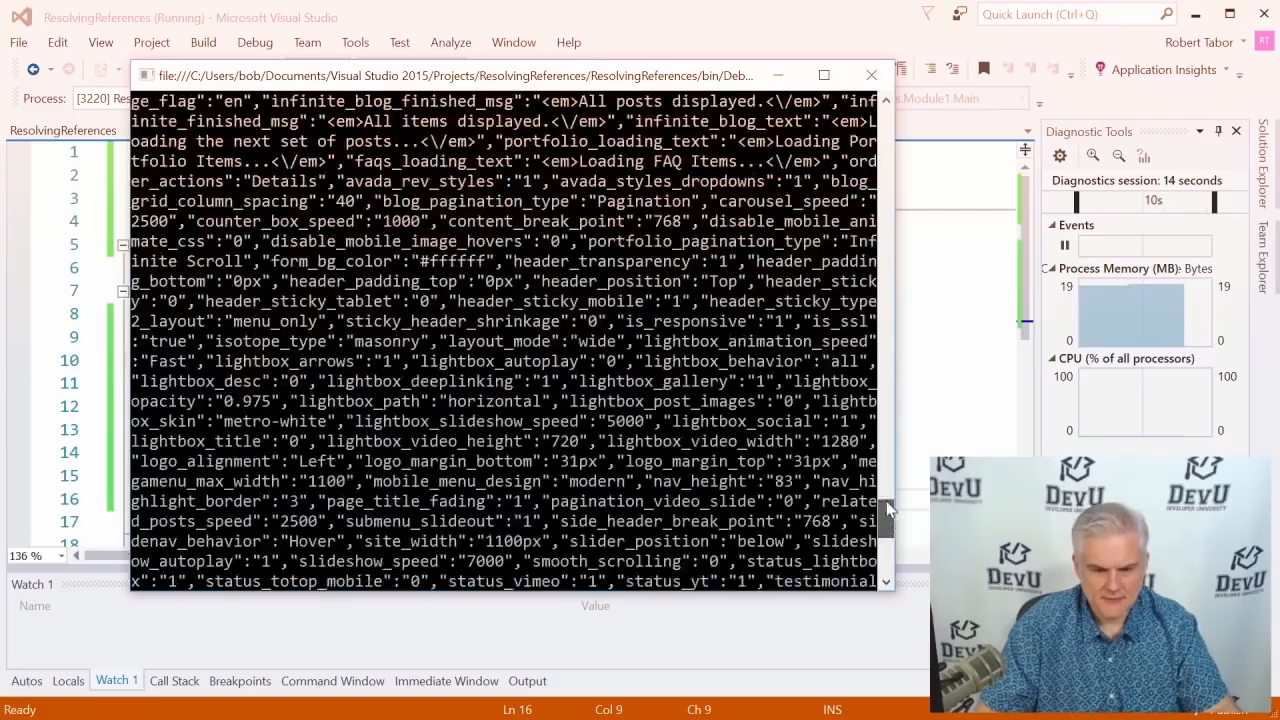 ResolvingReferences (Running) - Microsoft Visual Studio
Quick Launch (Ctrl+Q)
File Edit View Project Build Debug Team Tools Test Analyze Window Help
Robert Tabor
RT
Application Insights
Process: [3220] Res
s.Module1.Main
file:///C:/Users/bob/Documents/Visual Studio 2015/Projects/ResolvingReferences/ResolvingReferences/bin/Deb...
ResolvingReferences
ge_flag":"en","infinite_blog_finished_msg":"<em>All posts displayed.<\/em>","inf
inite_finished_msg":"<em>All items displayed.<\/em>","infinite_blog_text":"<em>L
oading the next set of posts...<\/em>","portfolio_loading_text":"<em>Loading Por
tfolio Items...<\/em>","faqs_loading_text":"<em>Loading FAQ Items...<\/em>","ord
er_actions":"Details","avada_rev_styles":"1","avada_styles_dropdowns":"1","blog_
grid_column_spacing":"40","blog_pagination_type":"Pagination","carousel_speed":"
2500","counter_box_speed":"1000","content_break_point":"768","disable_mobile_ani
mate_css":"0","disable_mobile_image_hovers":"0","portfolio_pagination_type":"Inf
inite Scroll","form_bg_color":"#ffffff","header_transparency":"1","header_paddin
g_bottom":"0px","header_padding_top":"0px","header_position":"Top","header_stick
y":"0","header_sticky_tablet":"0","header_sticky_mobile":"1","header_sticky_type
2_layout":"menu_only","sticky_header_shrinkage":"0","is_responsive":"1","is_ssl"
:"true","isotope_type":"masonry","layout_mode":"wide","lightbox_animation_speed"
:"Fast","lightbox_arrows":"1","lightbox_autoplay":"0","lightbox_behavior":"all",
"lightbox_desc":"0","lightbox_deeplinking":"1","lightbox_gallery":"1","lightbox_
opacity":"0.975","lightbox_path":"horizontal","lightbox_post_images":"0","lightb
ox_skin":"metro-white","lightbox_slideshow_speed":"5000","lightbox_social":"1","
lightbox_title":"0","lightbox_video_height":"720","lightbox_video_width":"1280",
"logo_alignment":"Left","logo_margin_bottom":"31px","logo_margin_top":"31px","me
gamenu_max_width":"1100","mobile_menu_design":"modern","nav_height":"83","nav_hi
ghlight_border":"3","page_title_fading":"1","pagination_video_slide":"0","relate
d_posts_speed":"2500","submenu_slideout":"1","side_header_break_point":"768","si
denav_behavior":"Hover","site_width":"1100px","slider_position":"below","slidesh
ow_autoplay":"1","slideshow_speed":"7000","smooth_scrolling":"0","status_lightbo
x":"1","status_totop_mobile":"0","status_vimeo":"1","status_yt":"1","testimonial
1
2
3
4
5
6
7
8
9
10
11
12
13
14
15
16
17
18
136 %
Diagnostic Tools
Diagnostics session: 14 seconds
10s
Events
Process Memory (MB) Bytes
19 19
0 0
CPU (% of all processors)
100 100
0 0
Solution Explorer
Team Explorer
Watch 1
Name Value
Autos Locals Watch 1 Call Stack Breakpoints Command Window Immediate Window Output
Ready Ln 16 Col 9 Ch 9 INS
DEVU
DEVELOPER UNIVERSITY
DEVU
DEVELOPER UNIVERSITY
DEVU
DEVU
DEVU
DEVU